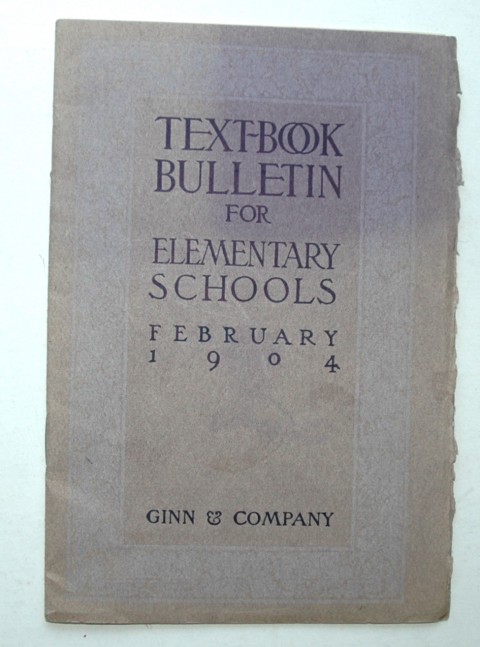 TEXT-BOOK
BULLETIN
FOR
ELEMENTARY
SCHOOLS
FEBRUARY
1904
GINN & COMPANY